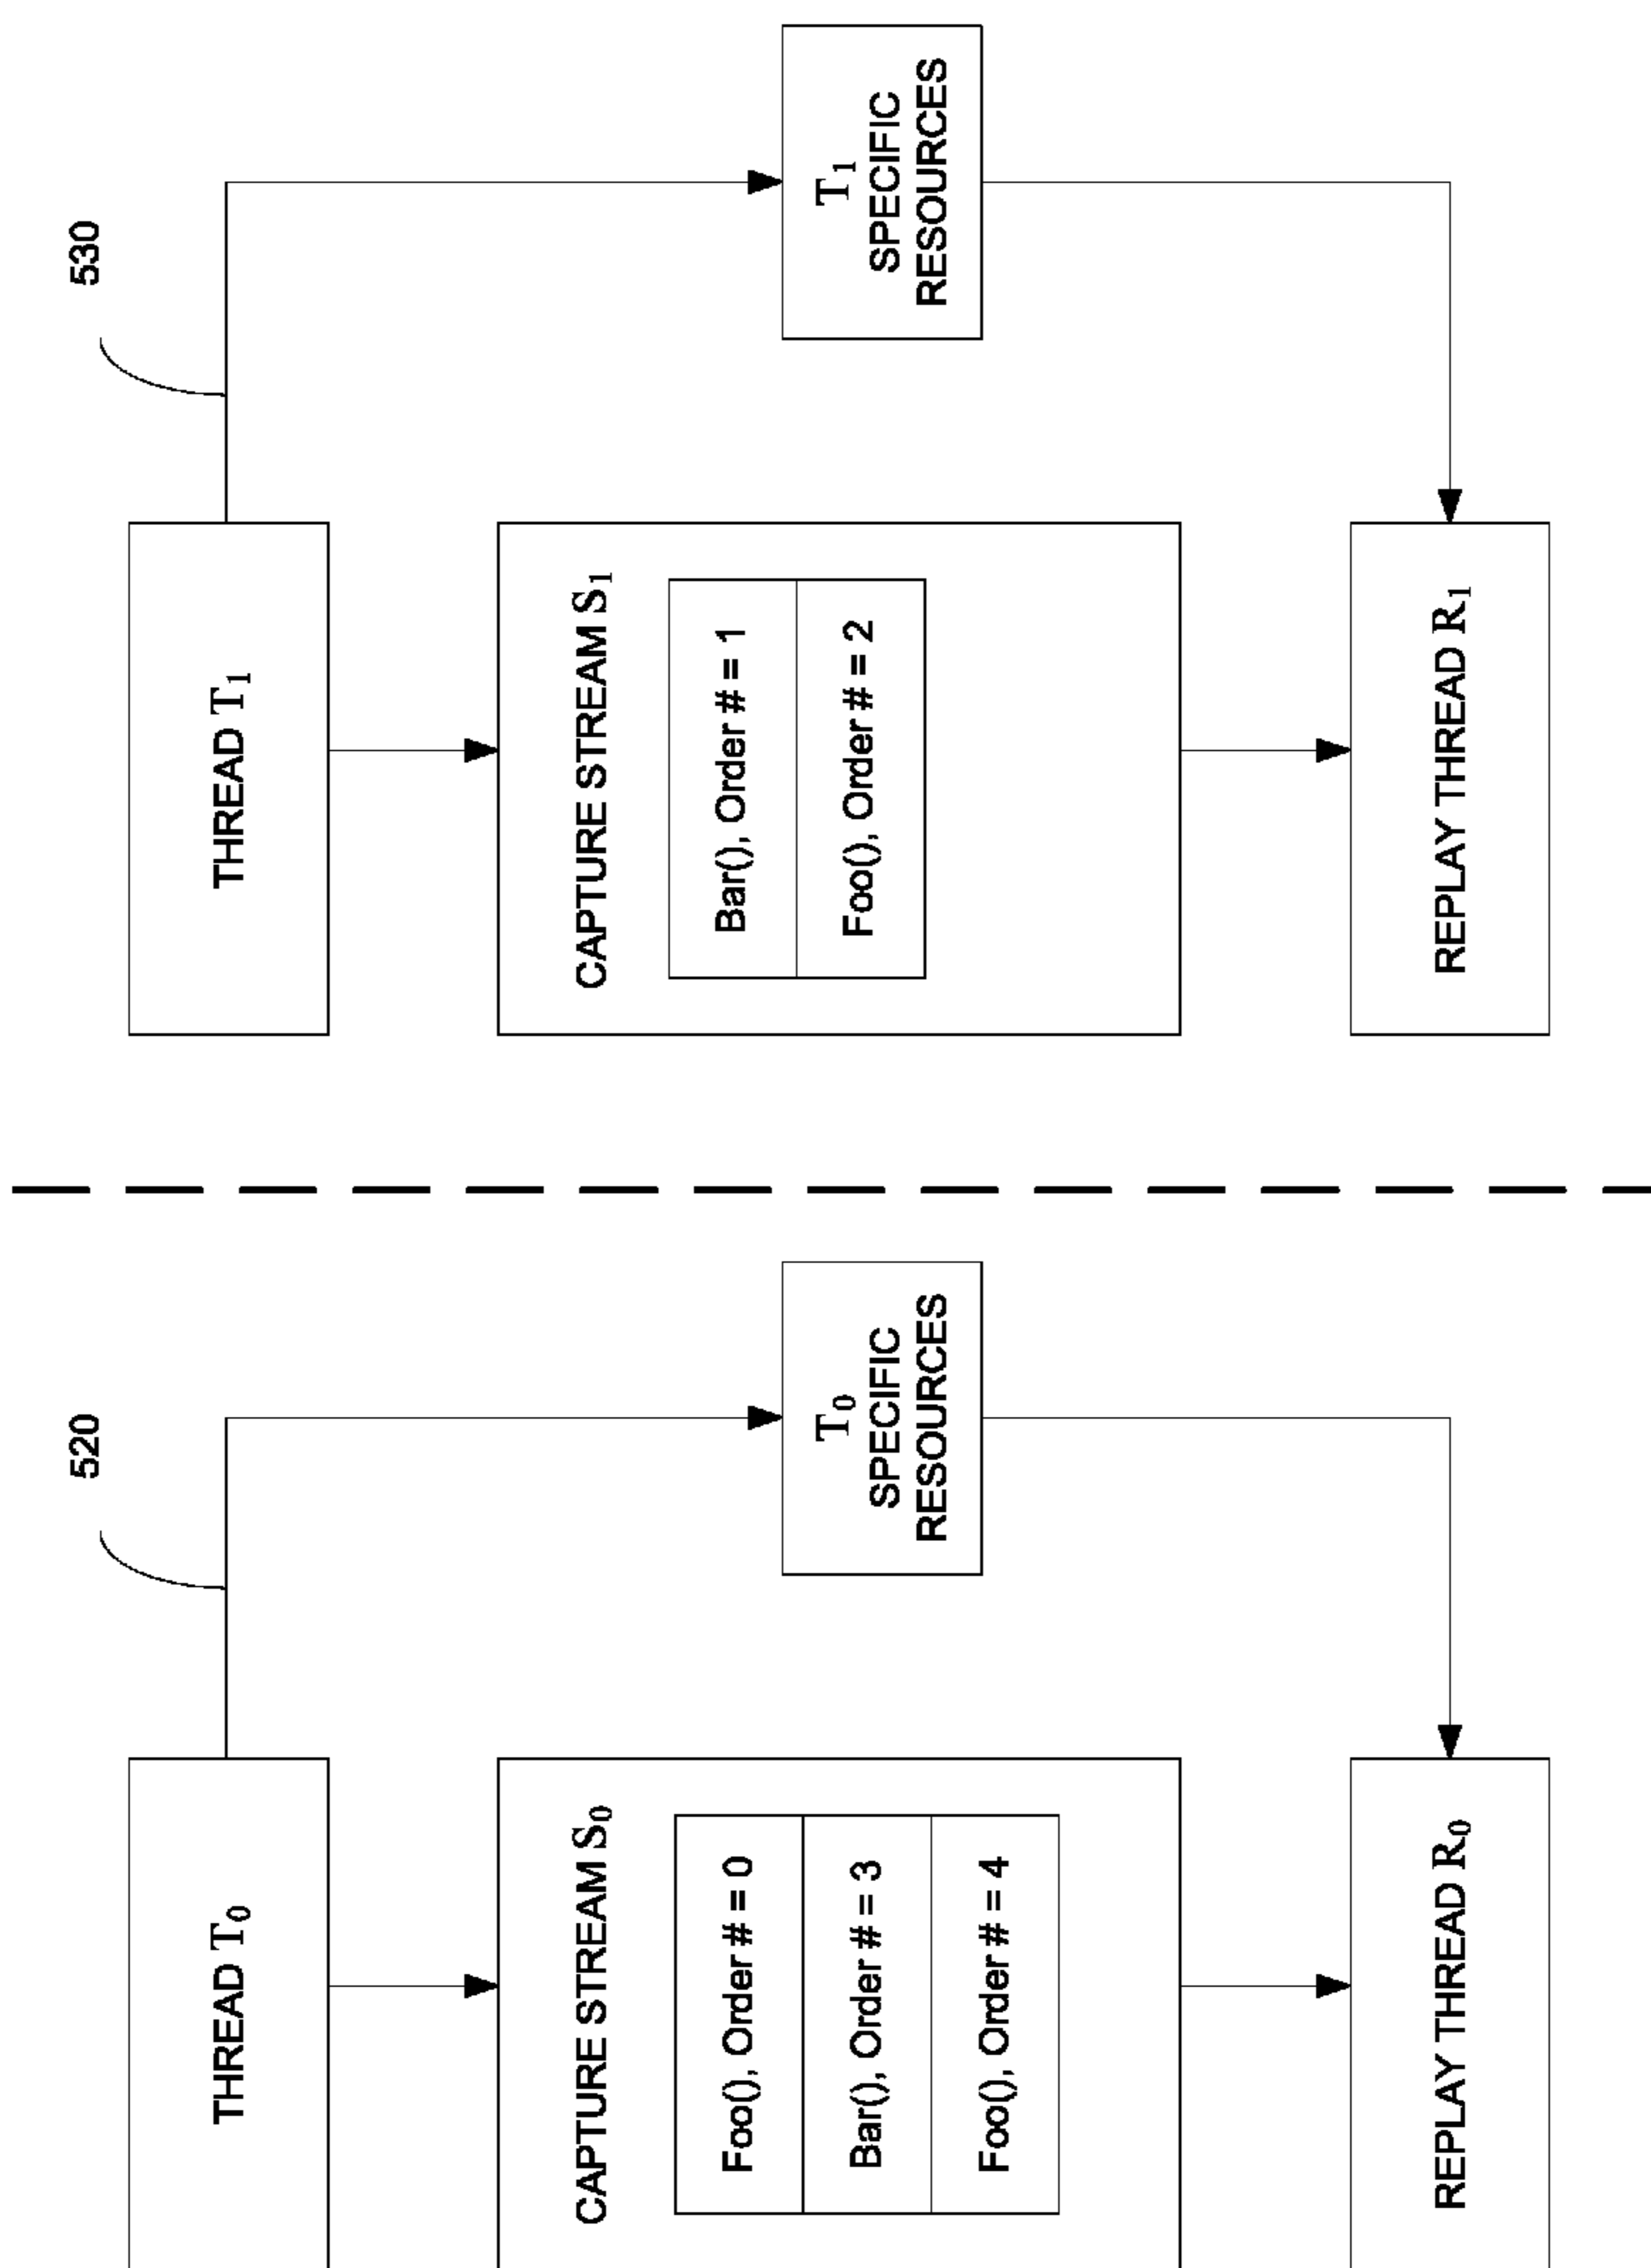 520
THREAD T₀
CAPTURE STREAM S₀
Foo(), Order # = 0
Bar(), Order # = 3
Foo(), Order # = 4
T₀
SPECIFIC
RESOURCES
REPLAY THREAD R₀
530
THREAD T₁
CAPTURE STREAM S₁
Bar(), Order # = 1
Foo(), Order # = 2
T₁
SPECIFIC
RESOURCES
REPLAY THREAD R₁